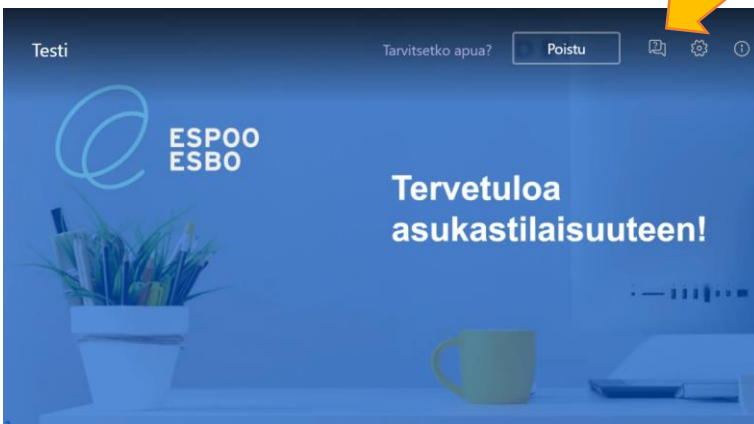 Testi
Tarvitsetko apua?
Poistu
ESPOO
ESBO
Tervetuloa
asukastilaisuuteen!